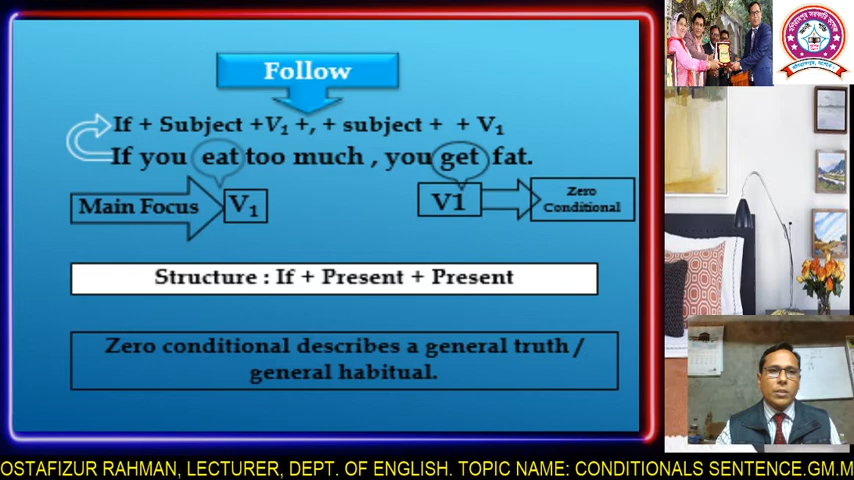 Follow
If + Subject +V₁ +, + subject + + V₁
If you eat too much , you get fat.
Main Focus
V₁
V1
Zero
Conditional
Structure : If + Present + Present
Zero conditional describes a general truth /
general habitual.
OSTAFIZUR RAHMAN, LECTURER, DEPT. OF ENGLISH. TOPIC NAME: CONDITIONALS SENTENCE.GM.M